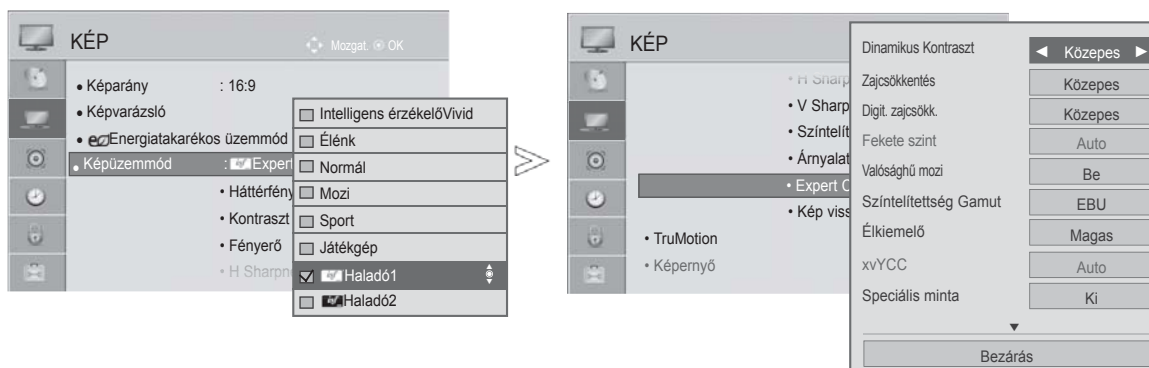 KÉP
Mozgat. OK
• Képarány : 16:9
• Képvarázsló
• Energiatakarékos üzemmód
• Képüzemmód : Expert
• Háttérfény
• Kontraszt
• Fényerő
• H Sharpn
Intelligens érzékelőVivid
Élénk
Normál
Mozi
Sport
Játékgép
Haladó1
Haladó2
KÉP
• H Sharp
• V Sharp
• Színtelít
• Árnyalat
• Expert C
• Kép viss
• TruMotion
• Képernyő
Dinamikus Kontraszt ◄ Közepes ►
Zajcsökkentés Közepes
Digit. zajcsökk. Közepes
Fekete szint Auto
Valósághű mozi Be
Színtelítettség Gamut EBU
Élkiemelő Magas
xvYCC Auto
Speciális minta Ki
▼
Bezárás